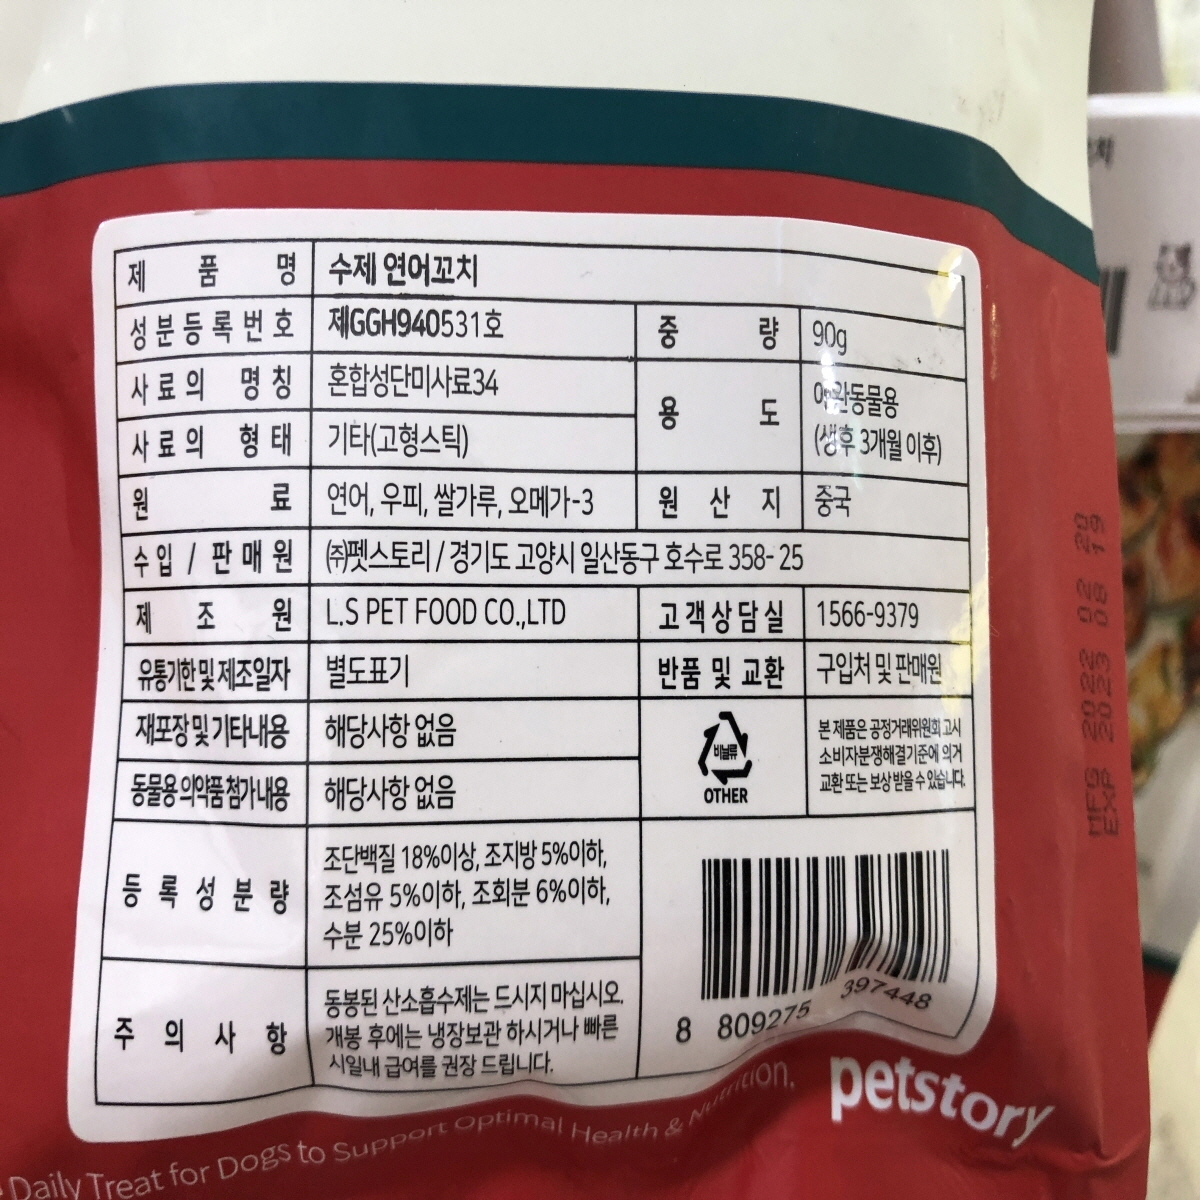 제 품 명 수제 연어꼬치
성분등록번호 제GGH940531호 중 량 90g
사료의 명칭 혼합성단미사료34 용 도 애완동물용
(생후 3개월 이후)
사료의 형태 기타(고형스틱)
원 료 연어, 우피, 쌀가루, 오메가-3 원 산 지 중국
수입 / 판매원 ㈜펫스토리 / 경기도 고양시 일산동구 호수로 358- 25
제 조 원 L.S PET FOOD CO.,LTD 고객상담실 1566-9379
유통기한 및 제조일자 별도표기 반품 및 교환 구입처 및 판매원
재포장 및 기타내용 해당사항 없음
비닐류
OTHER
본 제품은 공정거래위원회 고시
소비자분쟁해결기준에 의거
교환 또는 보상 받을 수 있습니다.
동물용 의약품 첨가내용 해당사항 없음
등록성분량 조단백질 18%이상, 조지방 5%이하,
조섬유 5%이하, 조회분 6%이하,
수분 25%이하
주의사항 동봉된 산소흡수제는 드시지 마십시오.
개봉 후에는 냉장보관 하시거나 빠른
시일내 급여를 권장 드립니다.
8 809275 397448
MFG 2022 02 20
EXP 2023 08 19
petstory
Daily Treat for Dogs to Support Optimal Health & Nutrition.